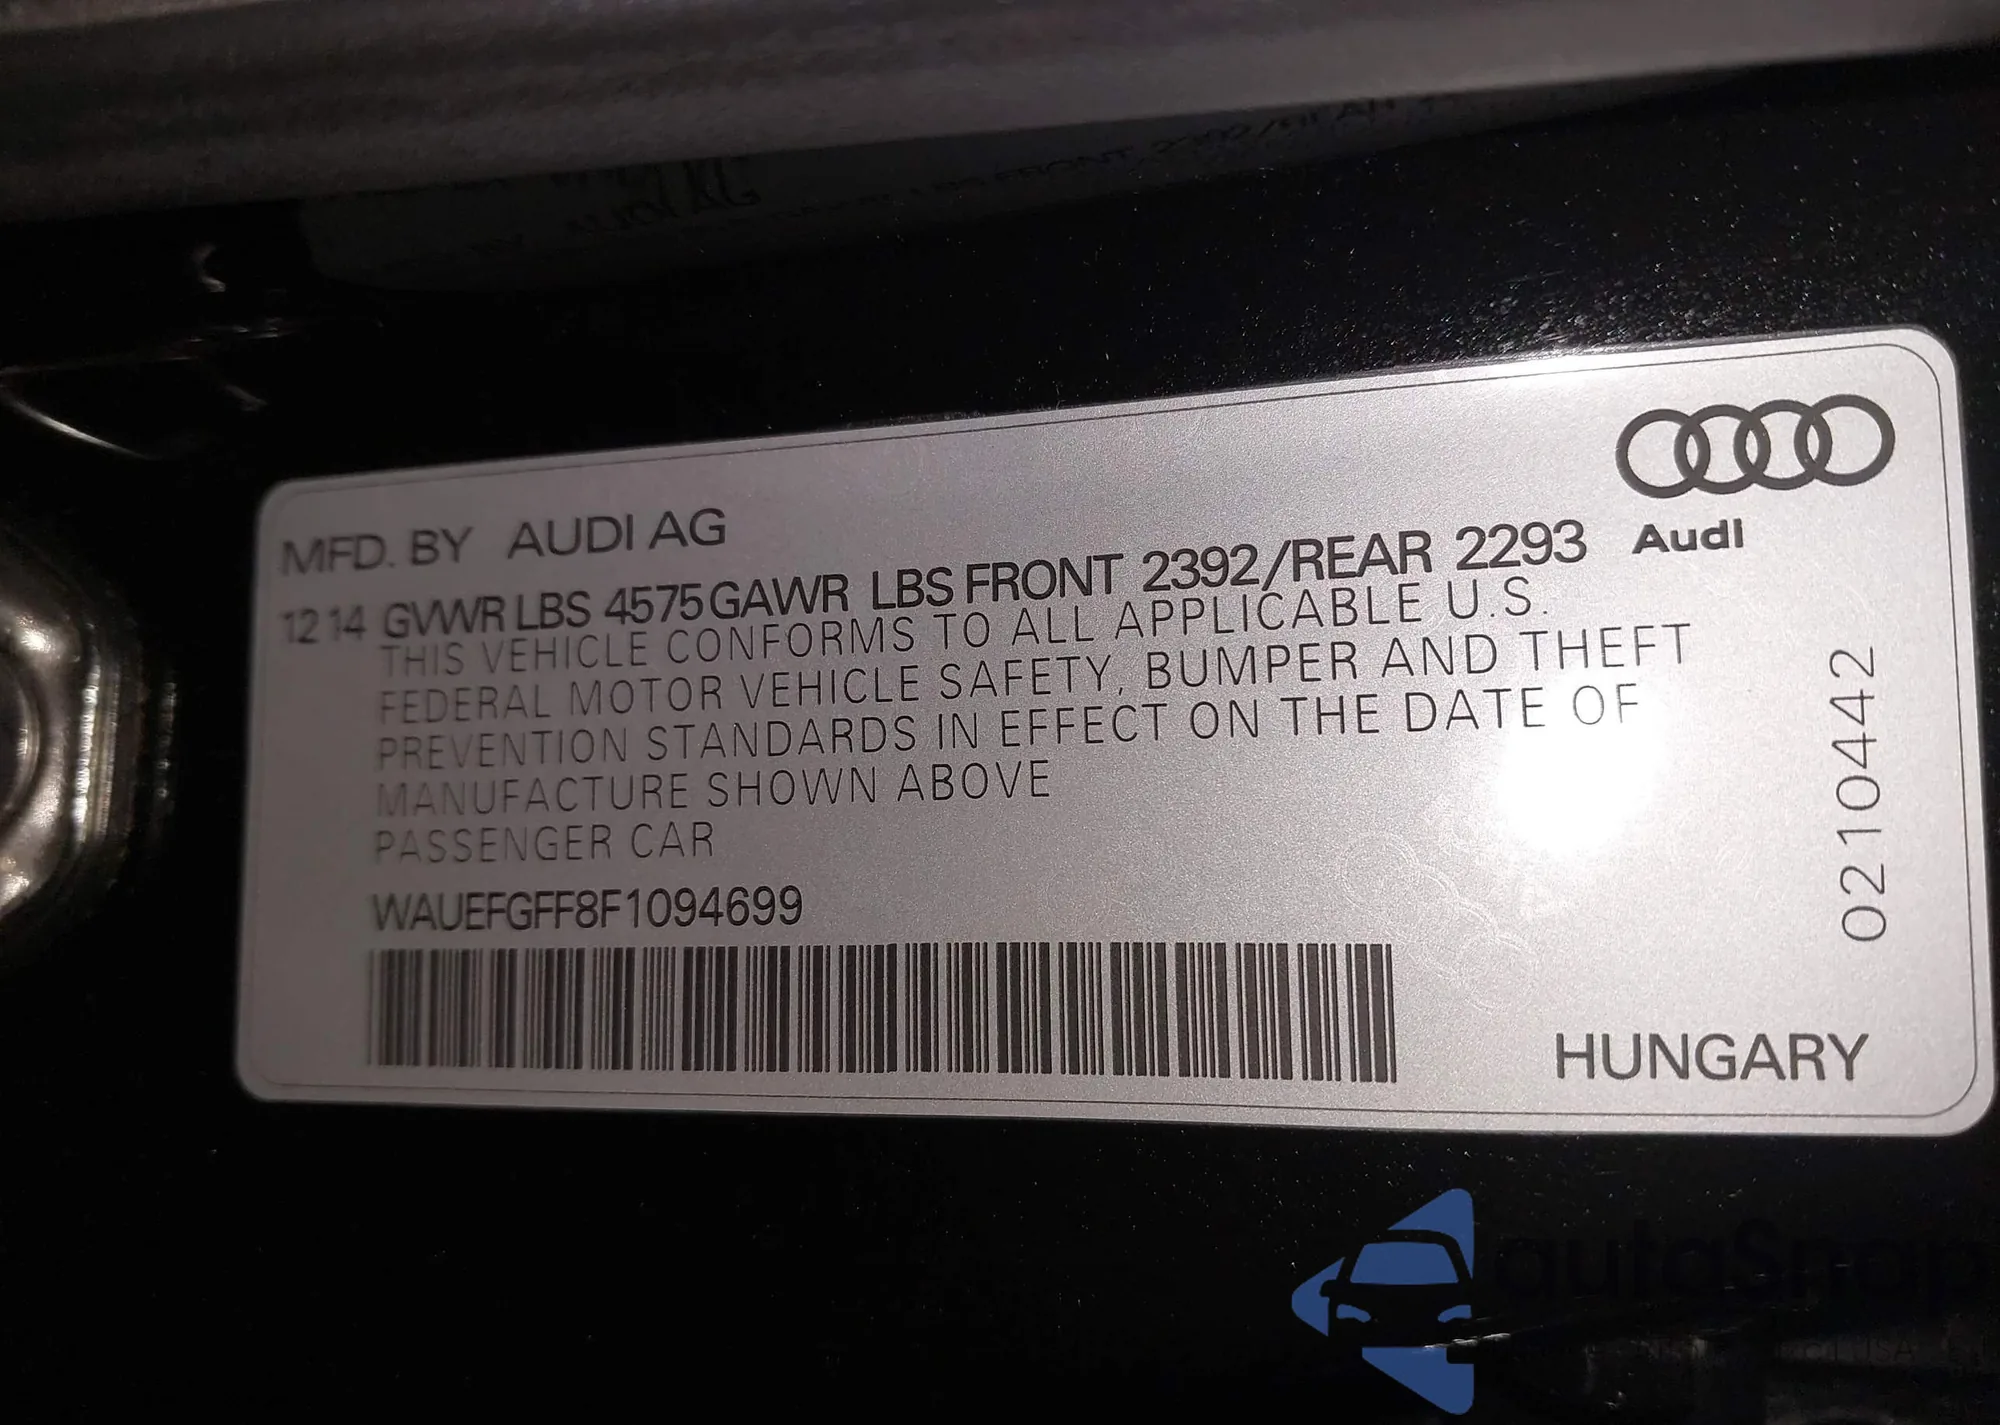 MFD. BY AUDI AG
12 14 GVWR LBS 4575 GAWR LBS FRONT 2392/REAR 2293
THIS VEHICLE CONFORMS TO ALL APPLICABLE U.S.
FEDERAL MOTOR VEHICLE SAFETY, BUMPER AND THEFT
PREVENTION STANDARDS IN EFFECT ON THE DATE OF
MANUFACTURE SHOWN ABOVE
PASSENGER CAR
WAUEFGFF8F1094699
Audi
0210442
HUNGARY
autoSnap